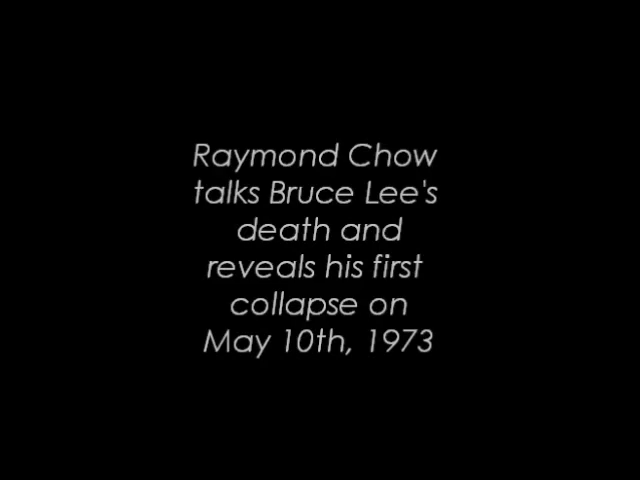 Raymond Chow
talks Bruce Lee's
death and
reveals his first
collapse on
May 10th, 1973